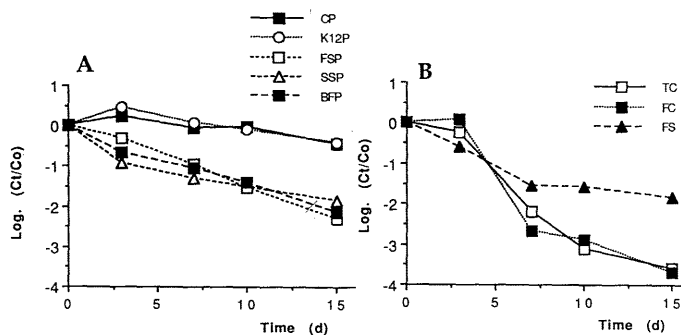 CP
K12P
FSP
SSP
BFP
A
1
0
-1
-2
-3
-4
Log. (Ct/Co)
0
5
10
15
Time (d)
B
TC
FC
FS
1
0
-1
-2
-3
-4
Log. (Ct/Co)
0
5
10
15
Time (d)